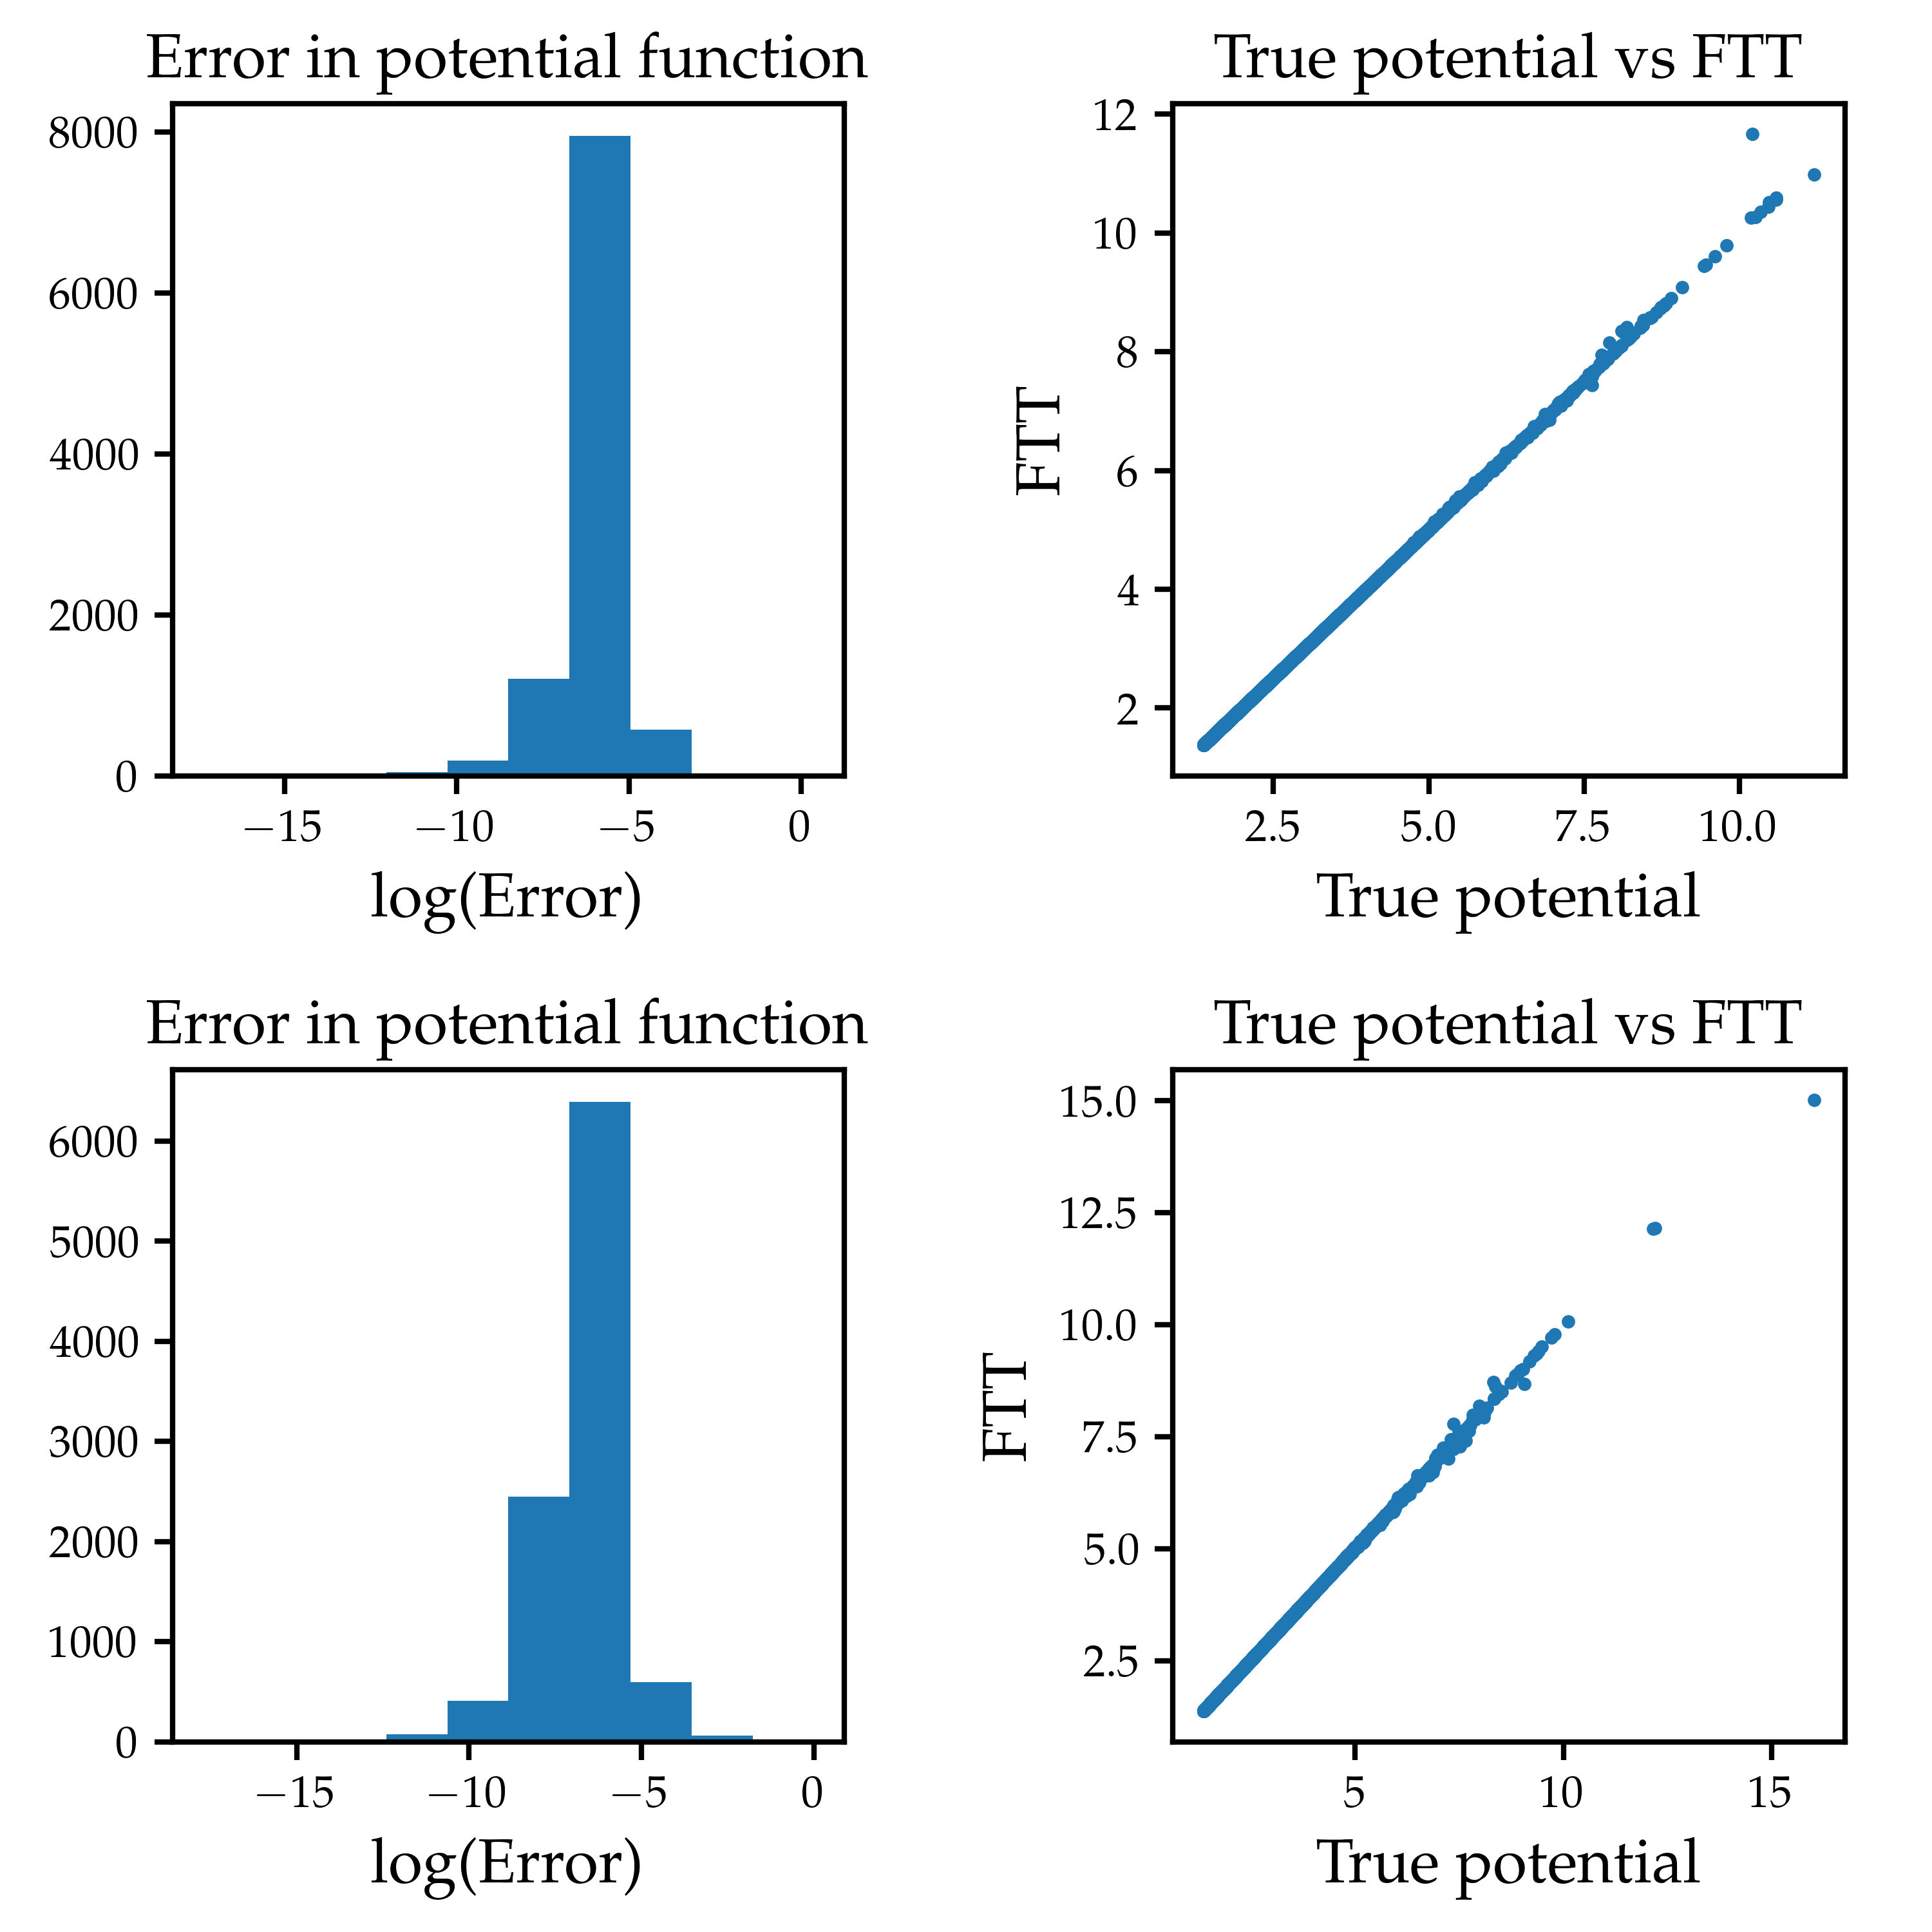 Error in potential function
8000
6000
4000
2000
0
−15 −10 −5 0
log(Error)
True potential vs FTT
12
10
8
6
4
2
FTT
2.5 5.0 7.5 10.0
True potential
Error in potential function
6000
5000
4000
3000
2000
1000
0
−15 −10 −5 0
log(Error)
True potential vs FTT
15.0
12.5
10.0
7.5
5.0
2.5
FTT
5 10 15
True potential